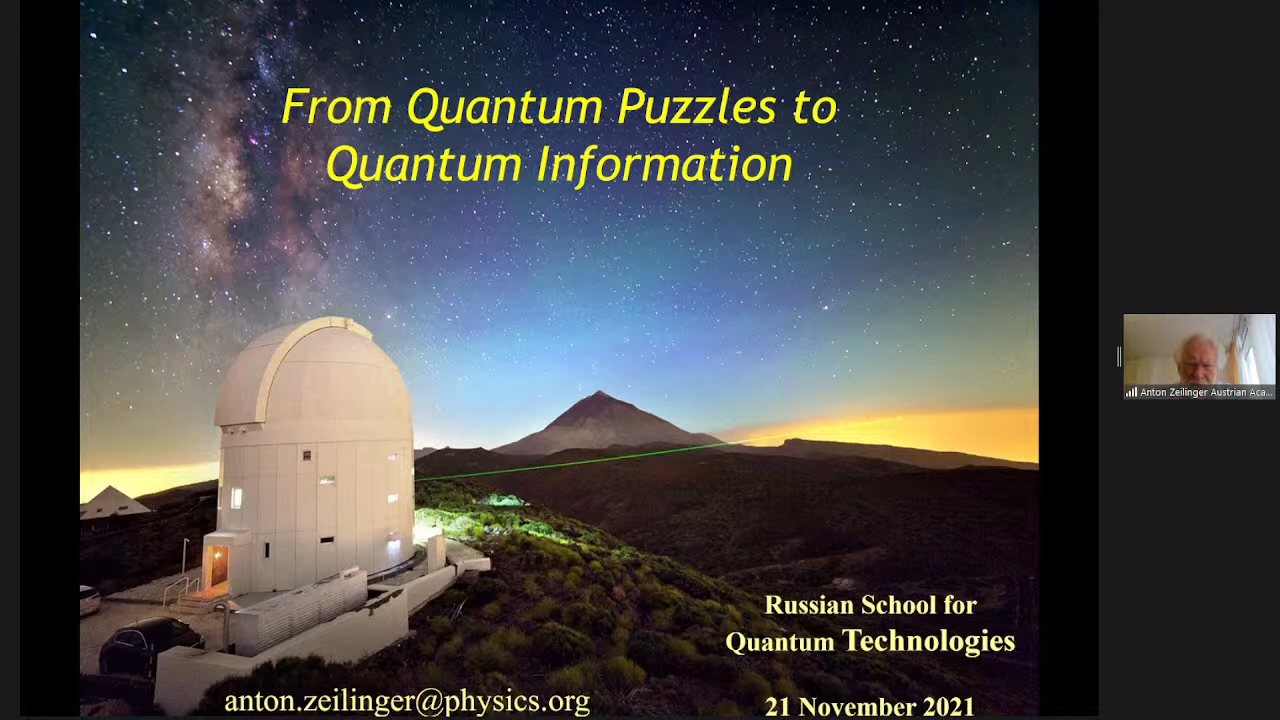 From Quantum Puzzles to
Quantum Information
Anton Zeilinger Austrian Aca...
Russian School for
Quantum Technologies
anton.zeilinger@physics.org
21 November 2021